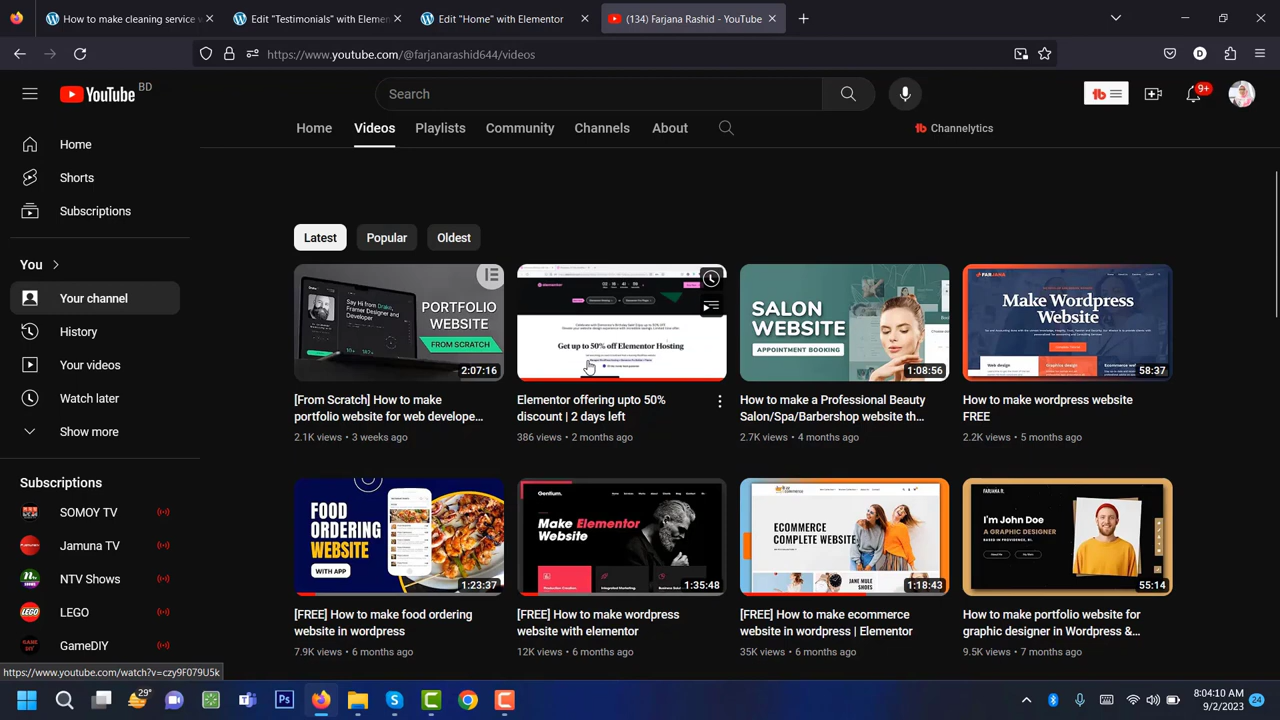 How to make cleaning service w
Edit "Testimonials" with Elemen
Edit "Home" with Elementor
(134) Farjana Rashid - YouTube
https://www.youtube.com/@farjanarashid644/videos
YouTube BD
Search
9+
Home Videos Playlists Community Channels About
Channelytics
Home
Shorts
Subscriptions
You
Your channel
History
Your videos
Watch later
Show more
Subscriptions
SOMOY TV
Jamuna TV
NTV Shows
LEGO
GameDIY
Latest Popular Oldest
PORTFOLIO
WEBSITE
FROM SCRATCH
[From Scratch] How to make
portfolio website for web develope...
2.1K views • 3 weeks ago
Get up to 50% off Elementor Hosting
Elementor offering upto 50%
discount | 2 days left
386 views • 2 months ago
SALON
WEBSITE
APPOINTMENT BOOKING
1:08:56
How to make a Professional Beauty
Salon/Spa/Barbershop website th...
2.7K views • 4 months ago
FARJANA
Make Wordpress
Website
58:37
How to make wordpress website
FREE
2.2K views • 5 months ago
FOOD
ORDERING
WEBSITE
WITH APP
1:23:37
[FREE] How to make food ordering
website in wordpress
7.9K views • 6 months ago
Genlium.
Make Elementor
Website
1:35:48
[FREE] How to make wordpress
website with elementor
12K views • 6 months ago
ECOMMERCE
COMPLETE WEBSITE
JANE MULE
SHOES
1:18:43
[FREE] How to make ecommerce
website in wordpress | Elementor
35K views • 6 months ago
FARJANA R.
I'm John Doe
A GRAPHIC DESIGNER
BASED IN PROVIDENCE, RI.
55:14
How to make portfolio website for
graphic designer in Wordpress &...
9.5K views • 7 months ago
https://www.youtube.com/watch?v=czy9F079U5k
29°
8:04:10 AM
9/2/2023
24